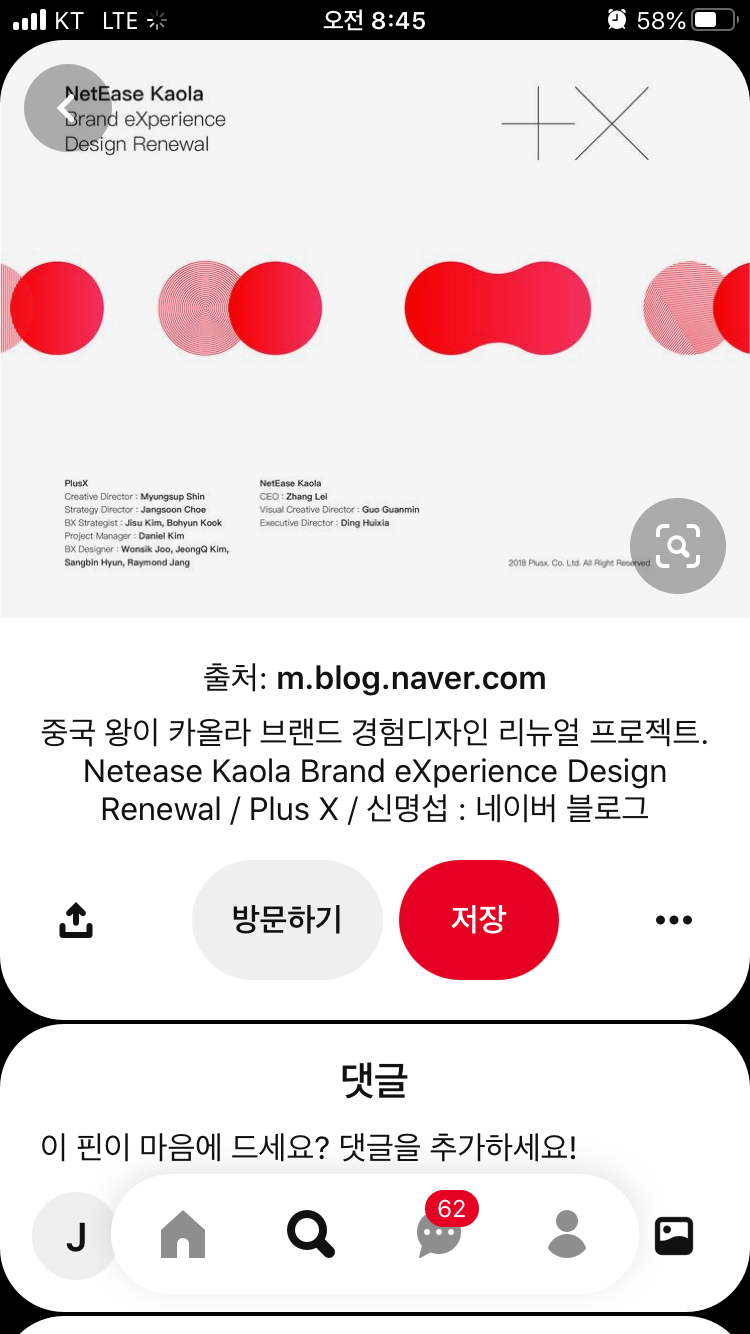 KT LTE 오전 8:45 58%
NetEase Kaola
Brand eXperience
Design Renewal
PlusX
Creative Director : Myungsup Shin
Strategy Director : Jangsoon Choe
BX Strategist : Jisu Kim, Bohyun Kook
Project Manager : Daniel Kim
BX Designer : Wonsik Joo, JeongQ Kim,
Sangbin Hyun, Raymond Jang
NetEase Kaola
CEO : Zhang Lei
Visual Creative Director : Guo Guanmin
Executive Director : Ding Huixia
2018 Plusx. Co. Ltd. All Right Reserved
출처: m.blog.naver.com
중국 왕이 카올라 브랜드 경험디자인 리뉴얼 프로젝트.
Netease Kaola Brand eXperience Design
Renewal / Plus X / 신명섭 : 네이버 블로그
방문하기
저장
댓글
이 핀이 마음에 드세요? 댓글을 추가하세요!
J
62